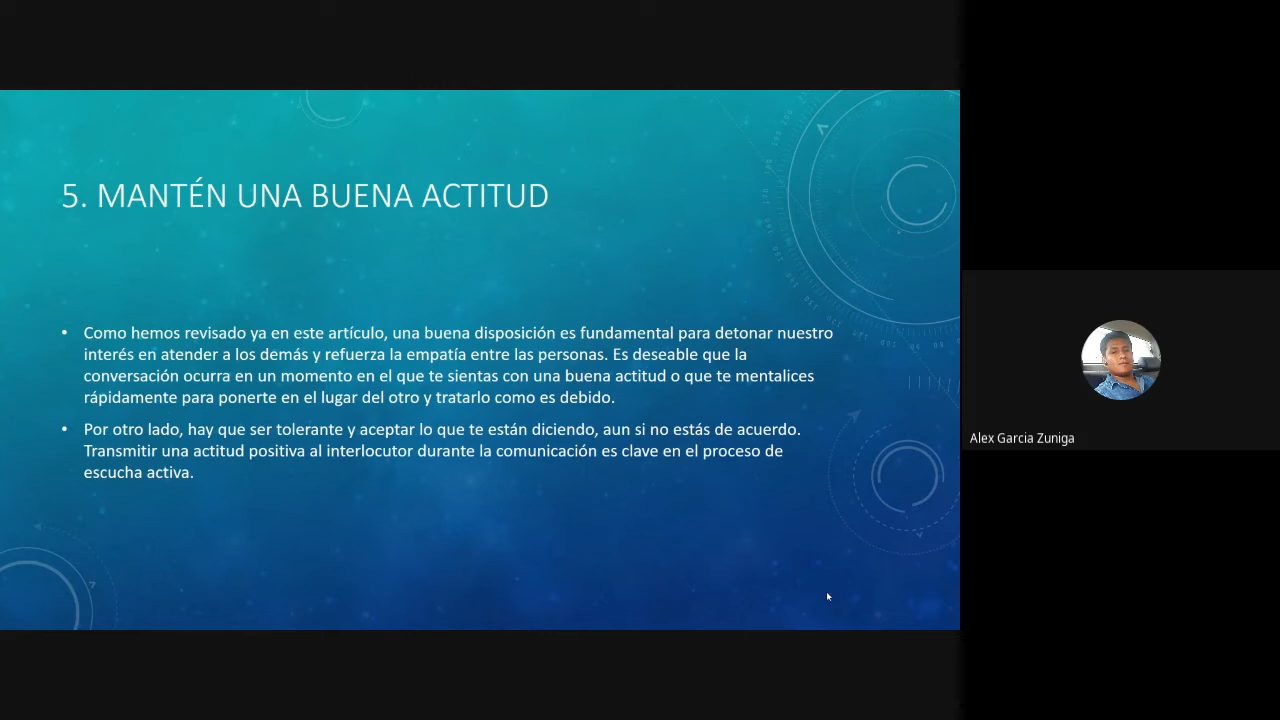 5. MANTÉN UNA BUENA ACTITUD
• Como hemos revisado ya en este artículo, una buena disposición es fundamental para detonar nuestro
interés en atender a los demás y refuerza la empatía entre las personas. Es deseable que la
conversación ocurra en un momento en el que te sientas con una buena actitud o que te mentalices
rápidamente para ponerte en el lugar del otro y tratarlo como es debido.
• Por otro lado, hay que ser tolerante y aceptar lo que te están diciendo, aun si no estás de acuerdo.
Transmitir una actitud positiva al interlocutor durante la comunicación es clave en el proceso de
escucha activa.
Alex Garcia Zuniga